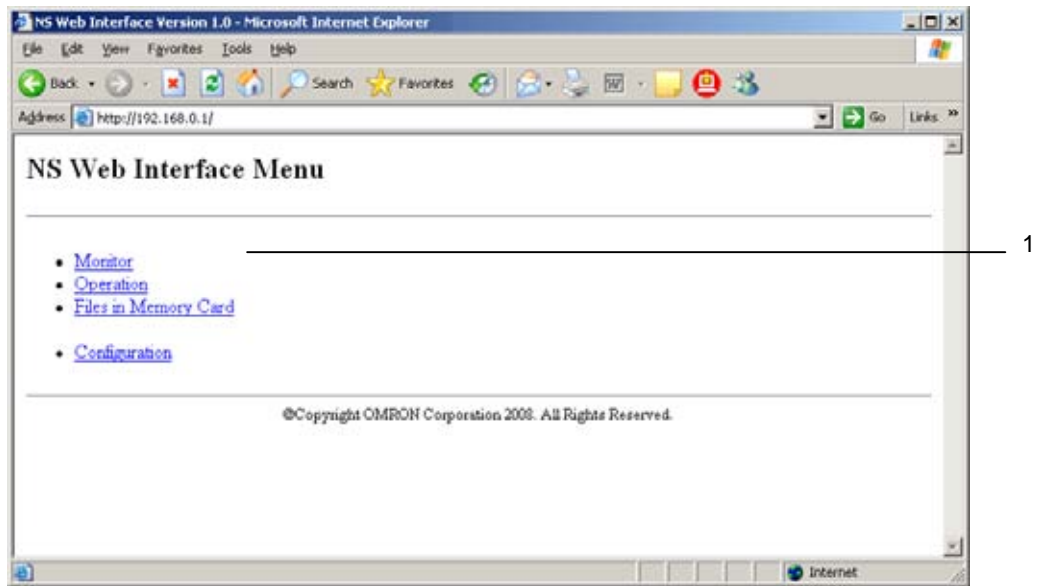 NS Web Interface Version 1.0 - Microsoft Internet Explorer
File Edit View Favorites Tools Help
Back Search Favorites
Address http://192.168.0.1/ Go Links »
NS Web Interface Menu
1
• Monitor
• Operation
• Files in Memory Card
• Configuration
©Copyright OMRON Corporation 2008. All Rights Reserved.
Internet